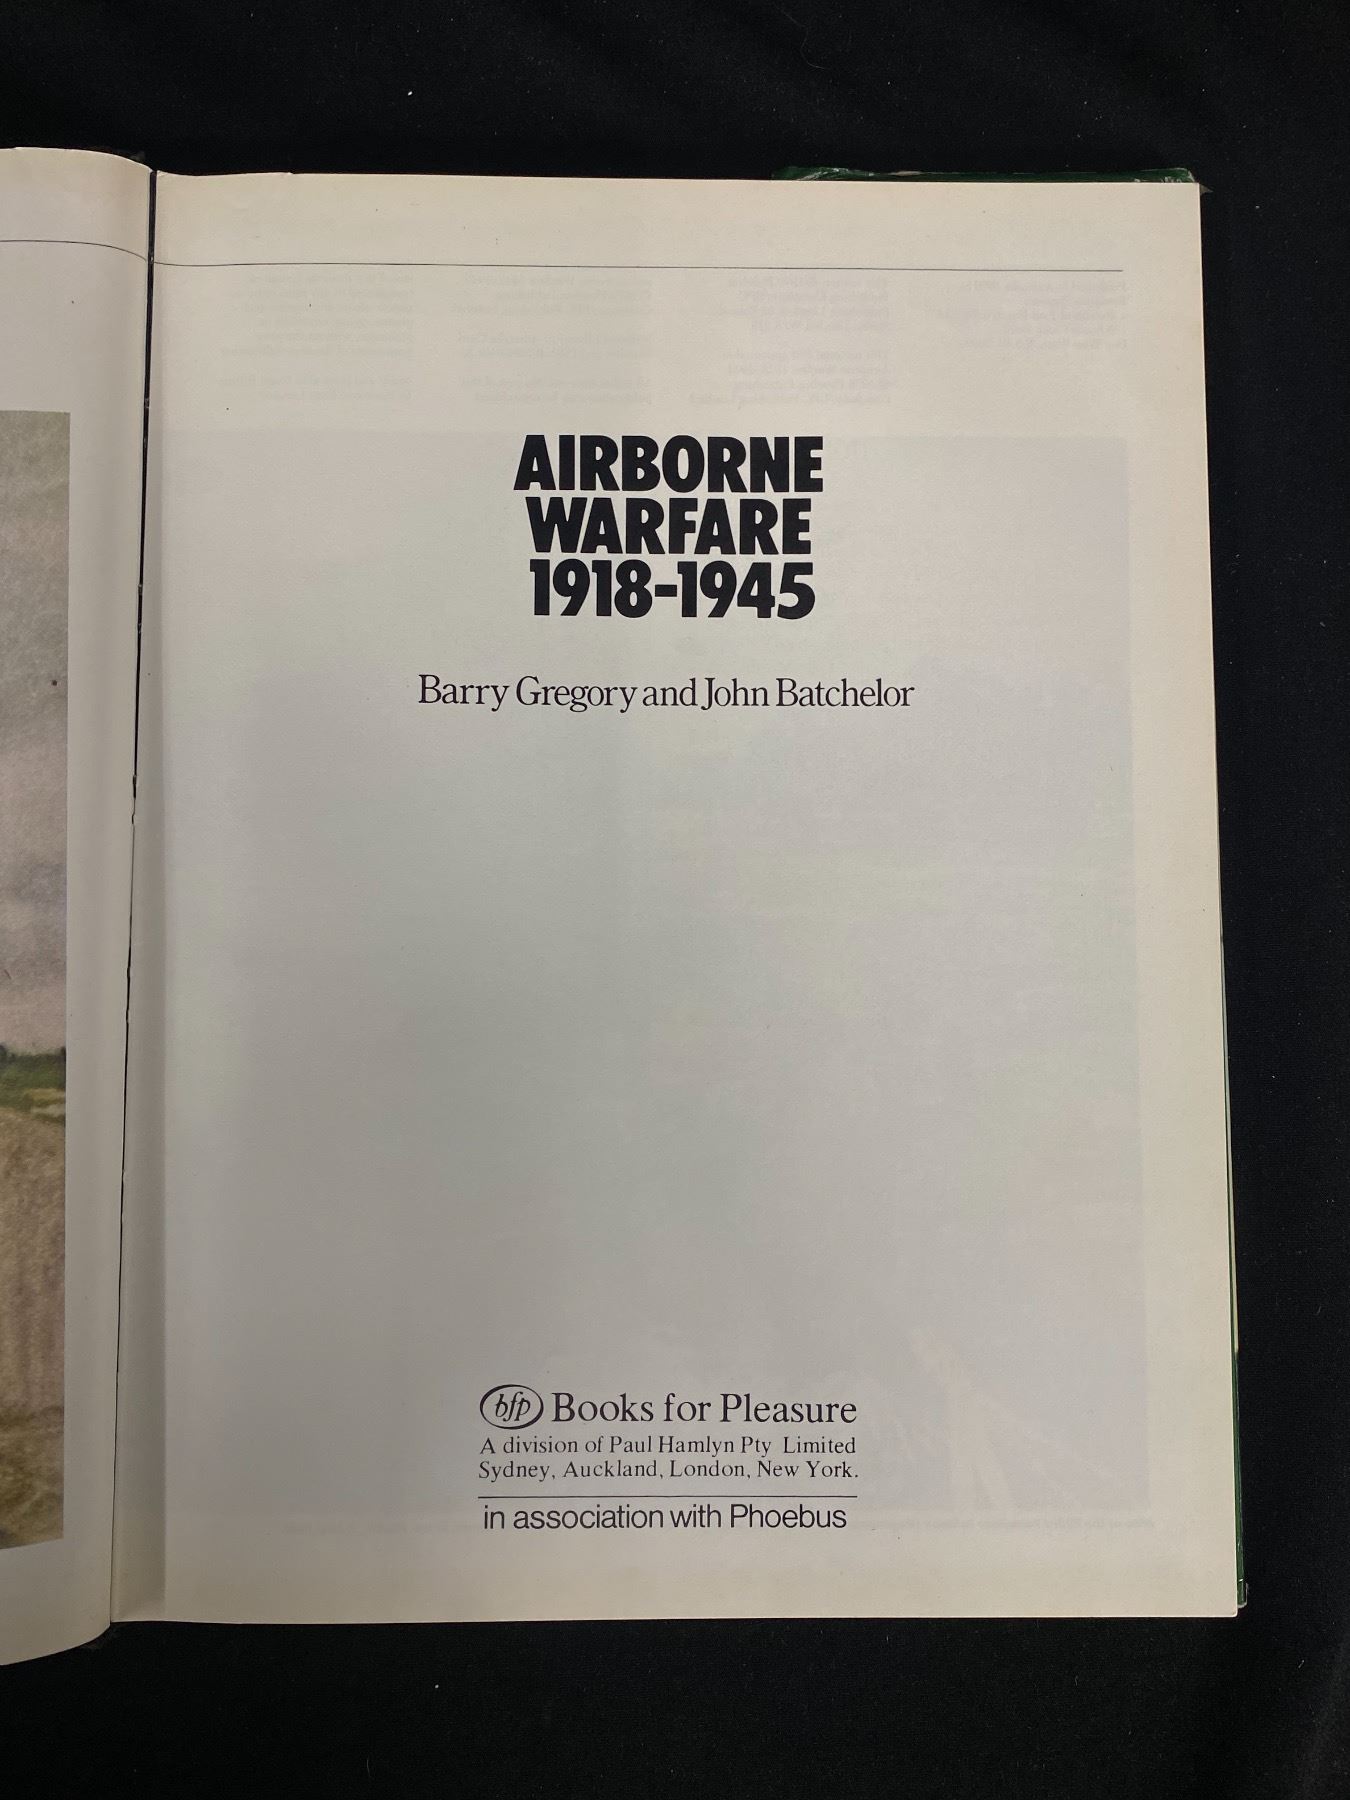 AIRBORNE
WARFARE
1918-1945
Barry Gregory and John Batchelor
bfp Books for Pleasure
A division of Paul Hamlyn Pty Limited
Sydney, Auckland, London, New York.
in association with Phoebus